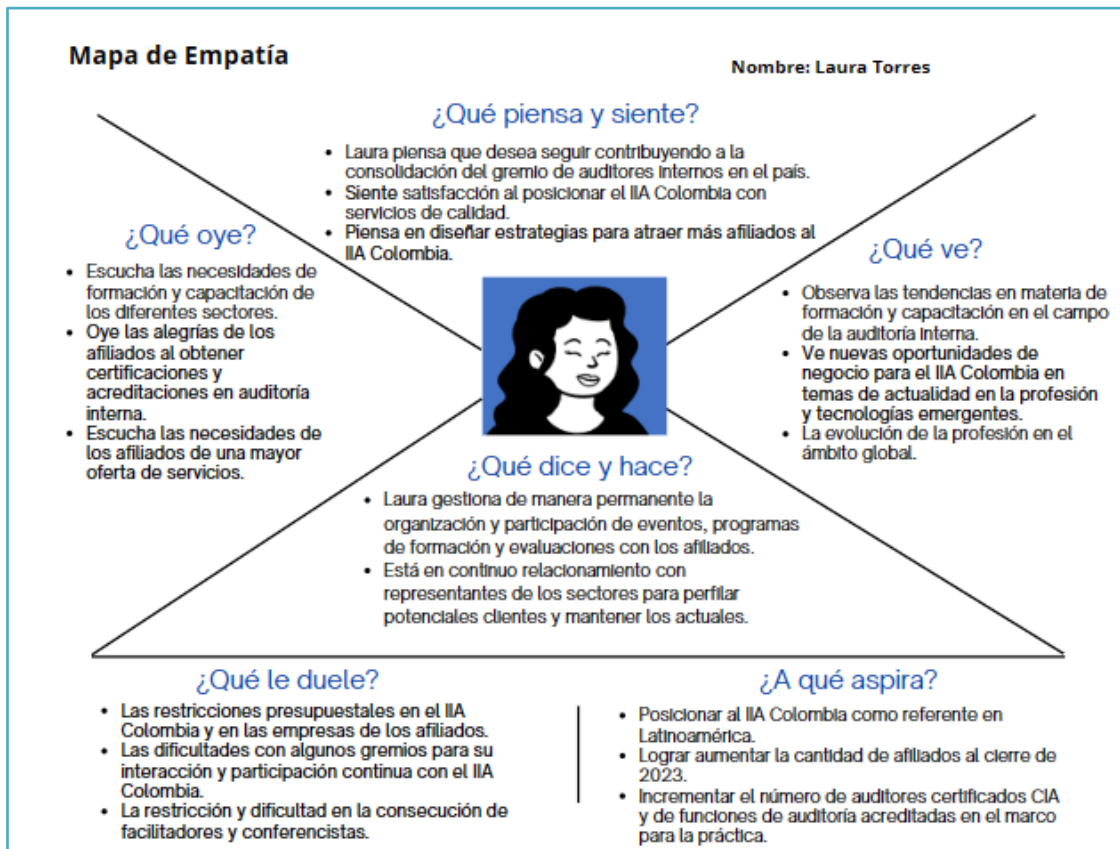 Mapa de Empatía
Nombre: Laura Torres
¿Qué piensa y siente?
• Laura piensa que desea seguir contribuyendo a la
consolidación del gremio de auditores internos en el país.
• Siente satisfacción al posicionar el IIA Colombia con
servicios de calidad.
• Piensa en diseñar estrategias para atraer más afiliados al
IIA Colombia.
¿Qué oye?
• Escucha las necesidades de
formación y capacitación de
los diferentes sectores.
• Oye las alegrías de los
afiliados al obtener
certificaciones y
acreditaciones en auditoría
interna.
• Escucha las necesidades de
los afiliados de una mayor
oferta de servicios.
¿Qué ve?
• Observa las tendencias en materia de
formación y capacitación en el campo
de la auditoría interna.
• Ve nuevas oportunidades de
negocio para el IIA Colombia en
temas de actualidad en la profesión
y tecnologías emergentes.
• La evolución de la profesión en el
ámbito global.
¿Qué dice y hace?
• Laura gestiona de manera permanente la
organización y participación de eventos, programas
de formación y evaluaciones con los afiliados.
• Está en continuo relacionamiento con
representantes de los sectores para perfilar
potenciales clientes y mantener los actuales.
¿Qué le duele?
• Las restricciones presupuestales en el IIA
Colombia y en las empresas de los afiliados.
• Las dificultades con algunos gremios para su
interacción y participación continua con el IIA
Colombia.
• La restricción y dificultad en la consecución de
facilitadores y conferencistas.
¿A qué aspira?
• Posicionar al IIA Colombia como referente en
Latinoamérica.
• Lograr aumentar la cantidad de afiliados al cierre de
2023.
• Incrementar el número de auditores certificados CIA
y de funciones de auditoría acreditadas en el marco
para la práctica.